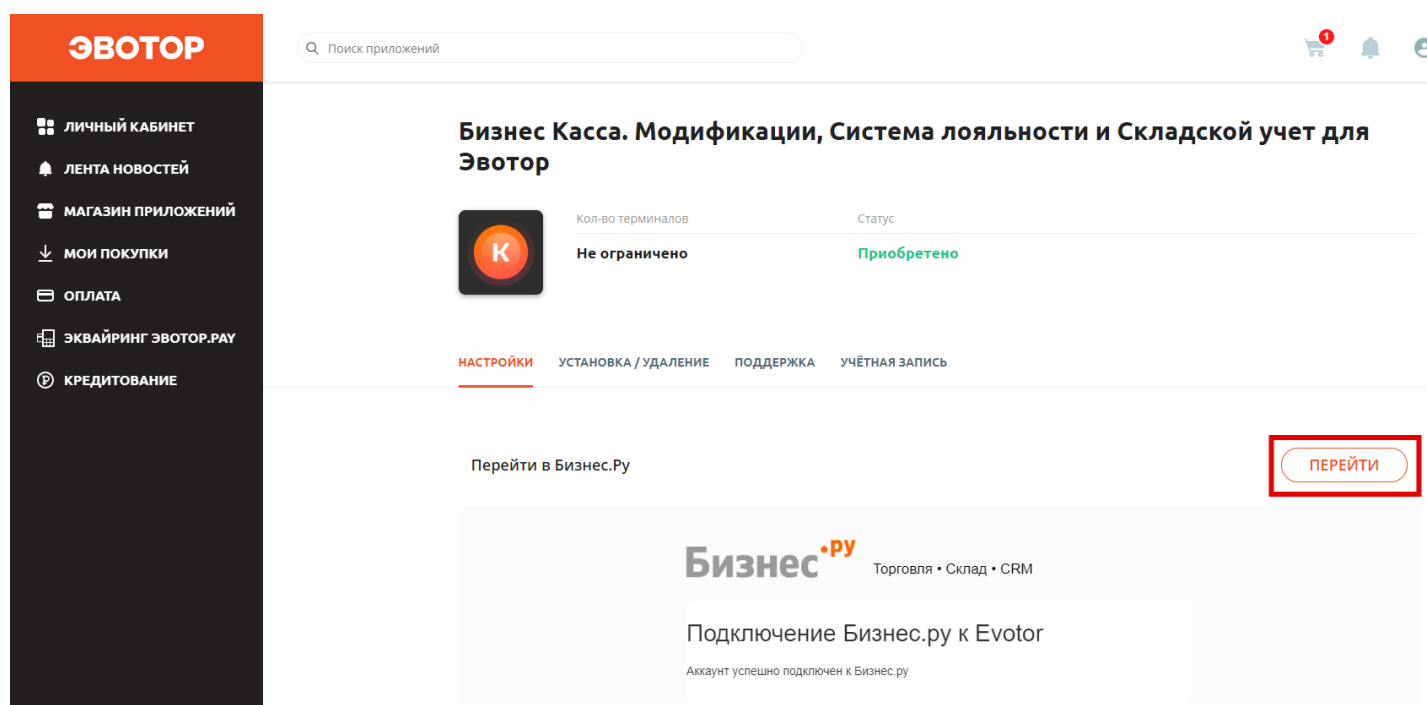 ЭВОТОР
Поиск приложений
1
ЛИЧНЫЙ КАБИНЕТ
ЛЕНТА НОВОСТЕЙ
МАГАЗИН ПРИЛОЖЕНИЙ
МОИ ПОКУПКИ
ОПЛАТА
ЭКВАЙРИНГ ЭВОТОР.PAY
КРЕДИТОВАНИЕ
Бизнес Касса. Модификации, Система лояльности и Складской учет для
Эвотор
К
Кол-во терминалов
Статус
Не ограничено
Приобретено
НАСТРОЙКИ УСТАНОВКА / УДАЛЕНИЕ ПОДДЕРЖКА УЧЁТНАЯ ЗАПИСЬ
Перейти в Бизнес.Ру
ПЕРЕЙТИ
Бизнес.ру
Торговля • Склад • CRM
Подключение Бизнес.ру к Evotor
Аккаунт успешно подключен к Бизнес.ру